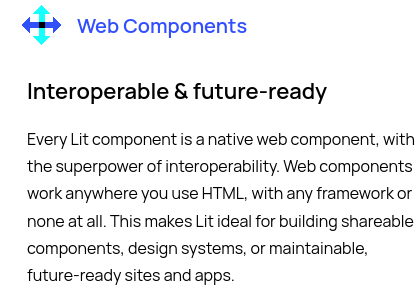 Web Components
Interoperable & future-ready
Every Lit component is a native web component, with
the superpower of interoperability. Web components
work anywhere you use HTML, with any framework or
none at all. This makes Lit ideal for building shareable
components, design systems, or maintainable,
future-ready sites and apps.